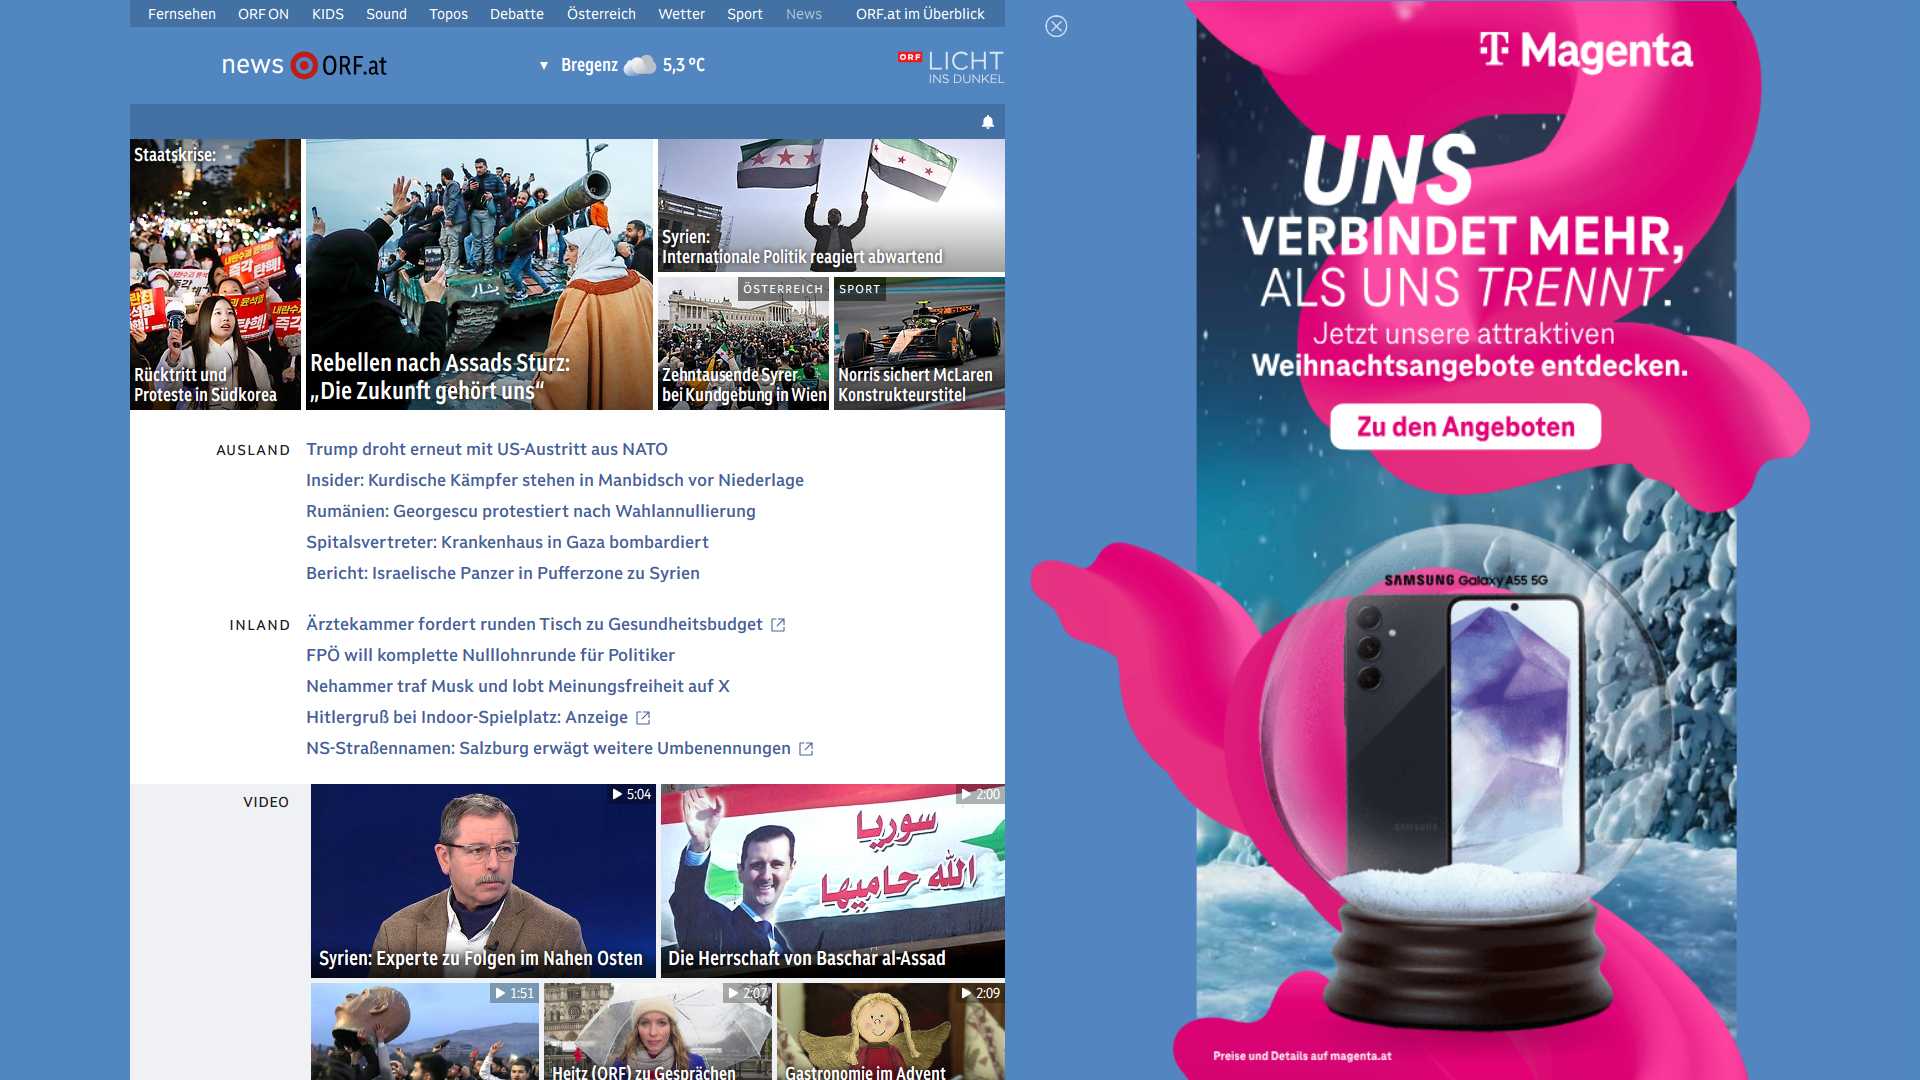 Fernsehen ORF ON KIDS Sound Topos Debatte Österreich Wetter Sport News ORF.at im Überblick
news ORF.at
▼ Bregenz 5,3 °C
ORF LICHT
INS DUNKEL
Staatskrise:
Rücktritt und
Proteste in Südkorea
Rebellen nach Assads Sturz:
„Die Zukunft gehört uns“
Syrien:
Internationale Politik reagiert abwartend
ÖSTERREICH
Zehntausende Syrer
bei Kundgebung in Wien
SPORT
Norris sichert McLaren
Konstrukteurstitel
AUSLAND
Trump droht erneut mit US-Austritt aus NATO
Insider: Kurdische Kämpfer stehen in Manbidsch vor Niederlage
Rumänien: Georgescu protestiert nach Wahlannullierung
Spitalsvertreter: Krankenhaus in Gaza bombardiert
Bericht: Israelische Panzer in Pufferzone zu Syrien
INLAND
Ärztekammer fordert runden Tisch zu Gesundheitsbudget
FPÖ will komplette Nulllohnrunde für Politiker
Nehammer traf Musk und lobt Meinungsfreiheit auf X
Hitlergruß bei Indoor-Spielplatz: Anzeige
NS-Straßennamen: Salzburg erwägt weitere Umbenennungen
VIDEO
5:04
Syrien: Experte zu Folgen im Nahen Osten
2:00
سوريا
الله حاميها
Die Herrschaft von Baschar al-Assad
1:51
2:07
Heitz (ORF) zu Gesprächen
2:09
Gastronomie im Advent
T Magenta
UNS
VERBINDET MEHR,
ALS UNS TRENNT.
Jetzt unsere attraktiven
Weihnachtsangebote entdecken.
Zu den Angeboten
SAMSUNG Galaxy A55 5G
SAMSUNG
Preise und Details auf magenta.at